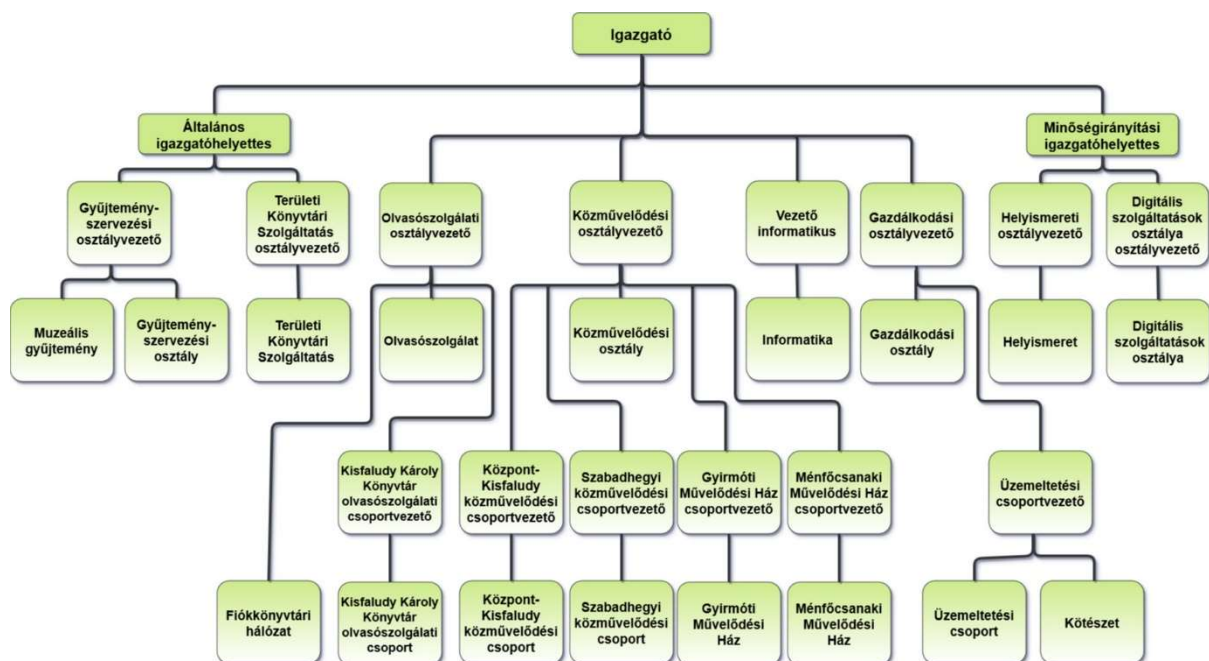 Igazgató
Általános
igazgatóhelyettes
Minőségirányítási
igazgatóhelyettes
Gyűjtemény-
szervezési
osztályvezető
Területi
Könyvtári
Szolgáltatás
osztályvezető
Olvasószolgálati
osztályvezető
Közművelődési
osztályvezető
Vezető
informatikus
Gazdálkodási
osztályvezető
Helyismereti
osztályvezető
Digitális
szolgáltatások
osztálya
osztályvezető
Muzeális
gyűjtemény
Gyűjtemény-
szervezési
osztály
Területi
Könyvtári
Szolgáltatás
Olvasószolgálat
Közművelődési
osztály
Informatika
Gazdálkodási
osztály
Helyismeret
Digitális
szolgáltatások
osztálya
Kisfaludy Károly
Könyvtár
olvasószolgálati
csoportvezető
Központ-
Kisfaludy
közművelődési
csoportvezető
Szabadhegyi
közművelődési
csoportvezető
Gyirmóti
Művelődési Ház
csoportvezető
Ménfőcsanaki
Művelődési Ház
csoportvezető
Üzemeltetési
csoportvezető
Fiókkönyvtári
hálózat
Kisfaludy Károly
Könyvtár
olvasószolgálati
csoport
Központ-
Kisfaludy
közművelődési
csoport
Szabadhegyi
közművelődési
csoport
Gyirmóti
Művelődési
Ház
Ménfőcsanaki
Művelődési
Ház
Üzemeltetési
csoport
Kötészet